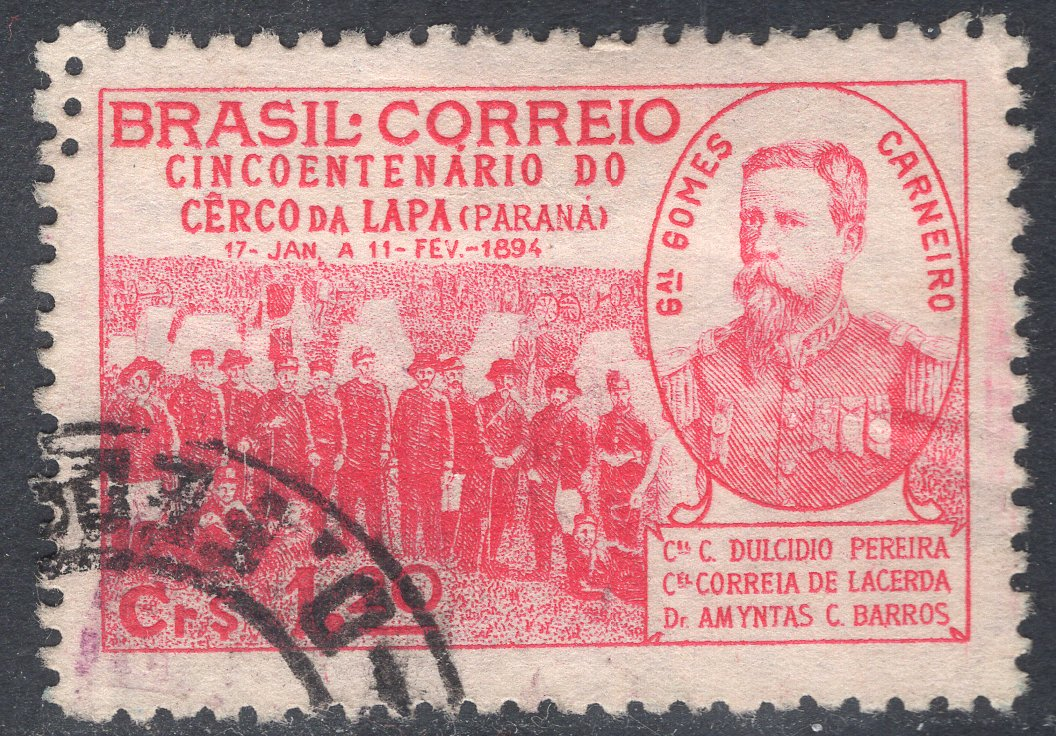 BRASIL·CORREIO
CINCOENTENÁRIO DO
CÊRCO DA LAPA (PARANÁ)
17-JAN. A 11-FEV.-1894
GAL GOMES CARNEIRO
CEL C. DULCIDIO PEREIRA
CEL CORREIA DE LACERDA
Dr. AMYNTAS C. BARROS
Cr$ 1,20